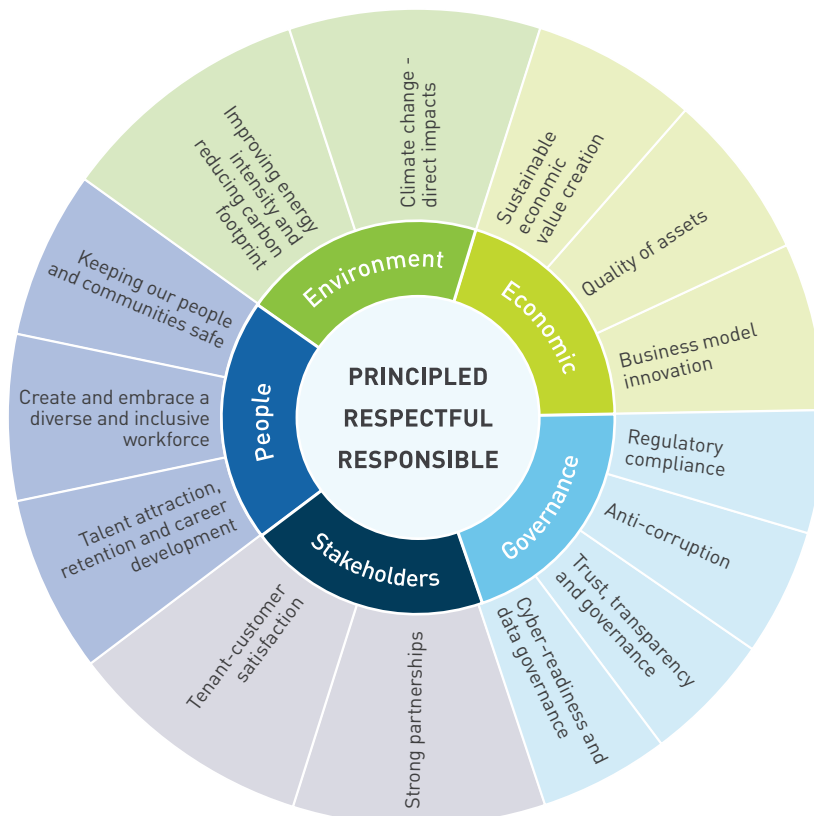 PRINCIPLED
RESPECTFUL
RESPONSIBLE
Environment
Improving energy
intensity and
reducing carbon
footprint
Climate change -
direct impacts
Economic
Sustainable
economic
value creation
Quality of assets
Business model
innovation
Governance
Regulatory
compliance
Anti-corruption
Trust, transparency
and governance
Cyber-readiness and
data governance
Stakeholders
Strong partnerships
Tenant-customer
satisfaction
People
Talent attraction,
retention and career
development
Create and embrace a
diverse and inclusive
workforce
Keeping our people
and communities safe